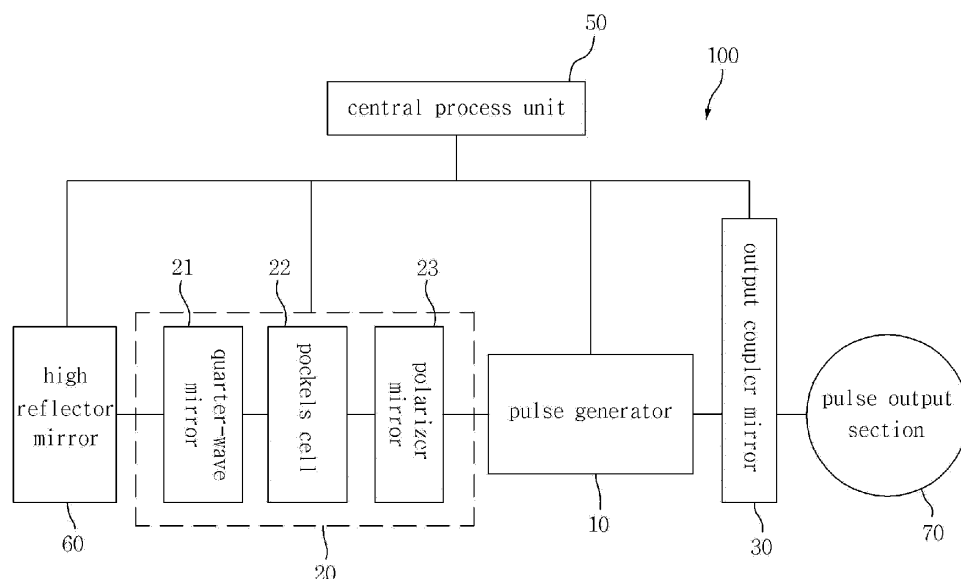 50
100
central process unit
21
22
23
high
reflector
mirror
quarter-wave
mirror
pockels cell
polarizer
mirror
pulse generator
output coupler mirror
pulse output
section
60
20
10
30
70